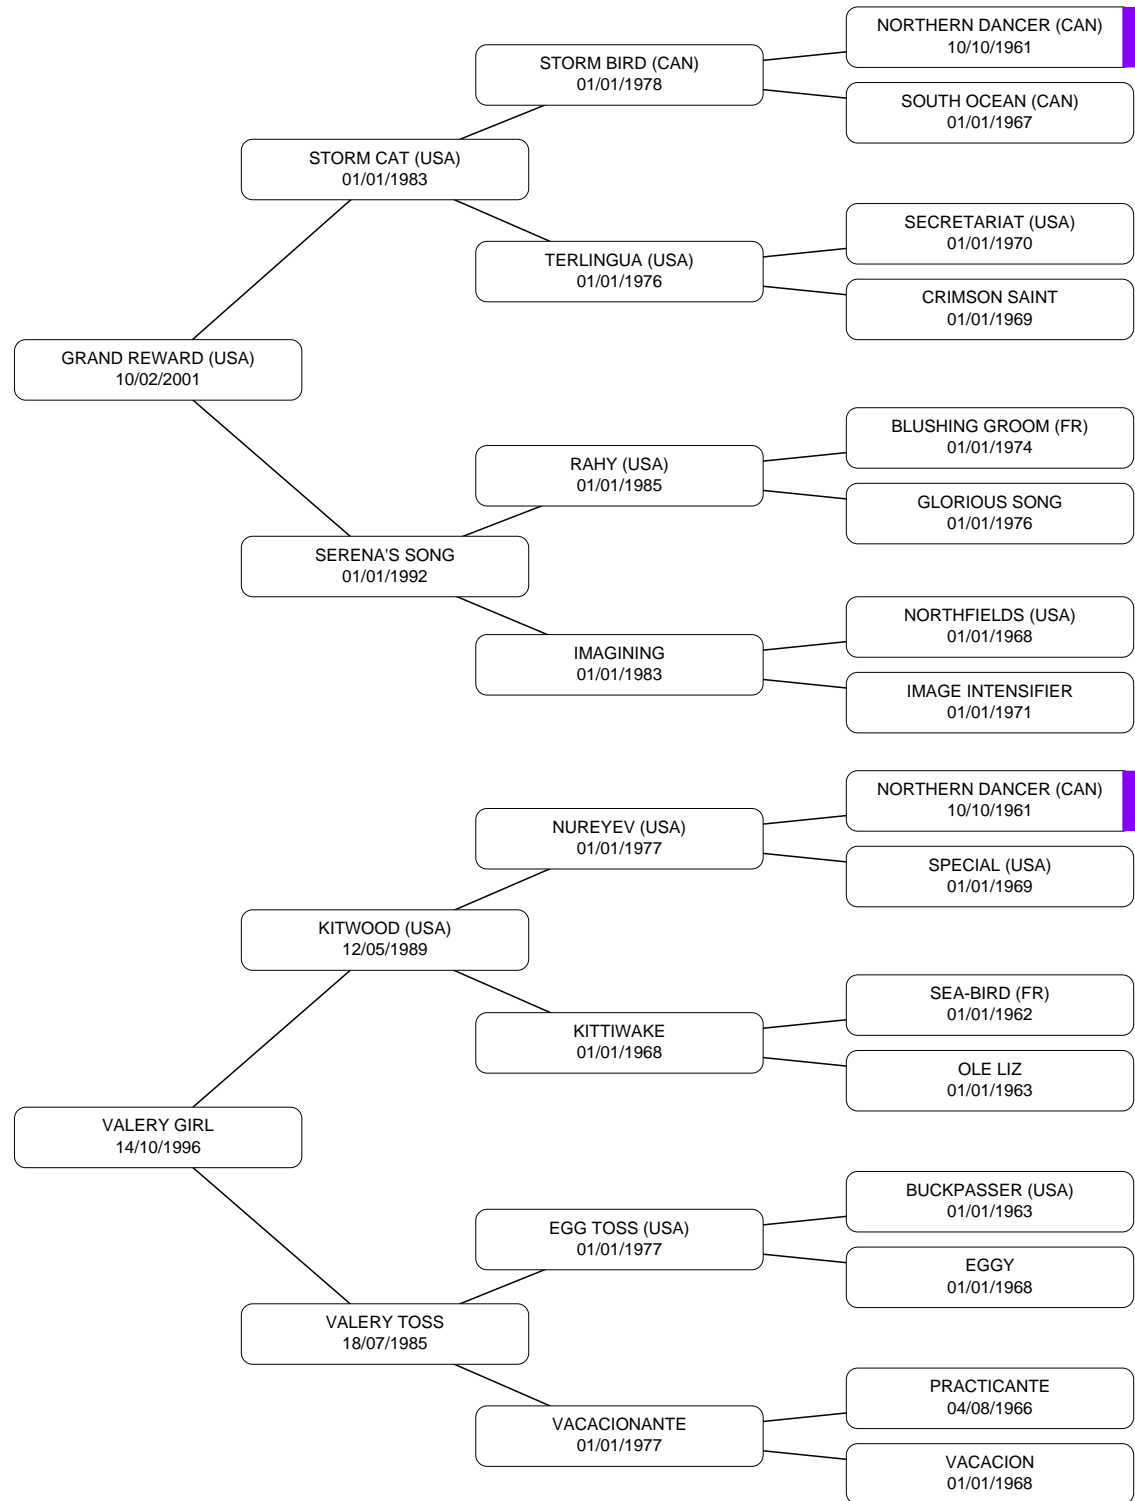 NORTHERN DANCER (CAN)
10/10/1961
STORM BIRD (CAN)
01/01/1978
SOUTH OCEAN (CAN)
01/01/1967
STORM CAT (USA)
01/01/1983
SECRETARIAT (USA)
01/01/1970
TERLINGUA (USA)
01/01/1976
CRIMSON SAINT
01/01/1969
GRAND REWARD (USA)
10/02/2001
BLUSHING GROOM (FR)
01/01/1974
RAHY (USA)
01/01/1985
GLORIOUS SONG
01/01/1976
SERENA'S SONG
01/01/1992
NORTHFIELDS (USA)
01/01/1968
IMAGINING
01/01/1983
IMAGE INTENSIFIER
01/01/1971
NORTHERN DANCER (CAN)
10/10/1961
NUREYEV (USA)
01/01/1977
SPECIAL (USA)
01/01/1969
KITWOOD (USA)
12/05/1989
SEA-BIRD (FR)
01/01/1962
KITTIWAKE
01/01/1968
OLE LIZ
01/01/1963
VALERY GIRL
14/10/1996
BUCKPASSER (USA)
01/01/1963
EGG TOSS (USA)
01/01/1977
EGGY
01/01/1968
VALERY TOSS
18/07/1985
PRACTICANTE
04/08/1966
VACACIONANTE
01/01/1977
VACACION
01/01/1968